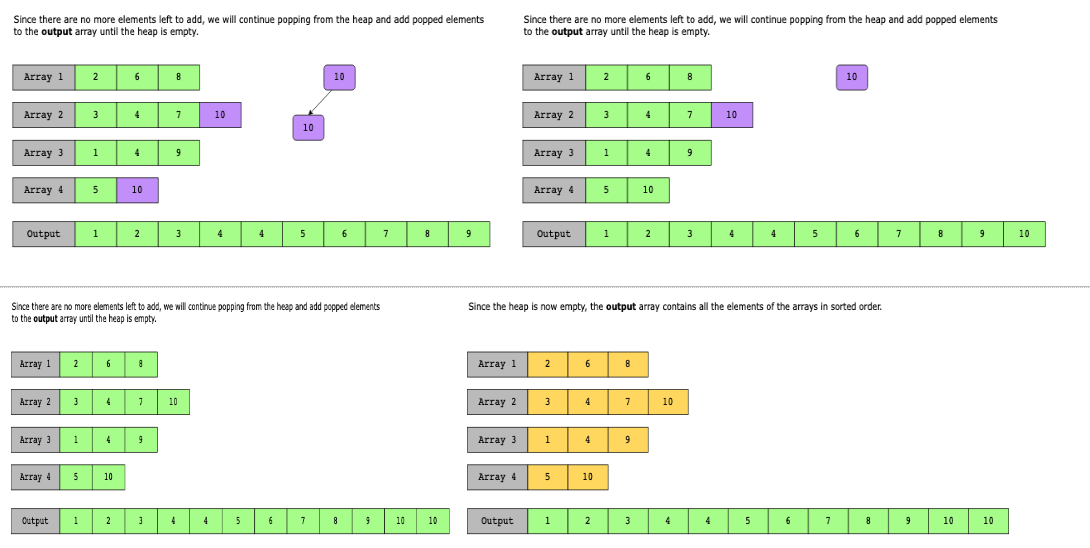 Since there are no more elements left to add, we will continue popping from the heap and add popped elements
to the output array until the heap is empty.
Array 1 2 6 8
10
Array 2 3 4 7 10
10
Array 3 1 4 9
Array 4 5 10
Output 1 2 3 4 4 5 6 7 8 9
Since there are no more elements left to add, we will continue popping from the heap and add popped elements
to the output array until the heap is empty.
Array 1 2 6 8
10
Array 2 3 4 7 10
Array 3 1 4 9
Array 4 5 10
Output 1 2 3 4 4 5 6 7 8 9 10
Since there are no more elements left to add, we will continue popping from the heap and add popped elements
to the output array until the heap is empty.
Array 1 2 6 8
Array 2 3 4 7 10
Array 3 1 4 9
Array 4 5 10
Output 1 2 3 4 4 5 6 7 8 9 10 10
Since the heap is now empty, the output array contains all the elements of the arrays in sorted order.
Array 1 2 6 8
Array 2 3 4 7 10
Array 3 1 4 9
Array 4 5 10
Output 1 2 3 4 4 5 6 7 8 9 10 10